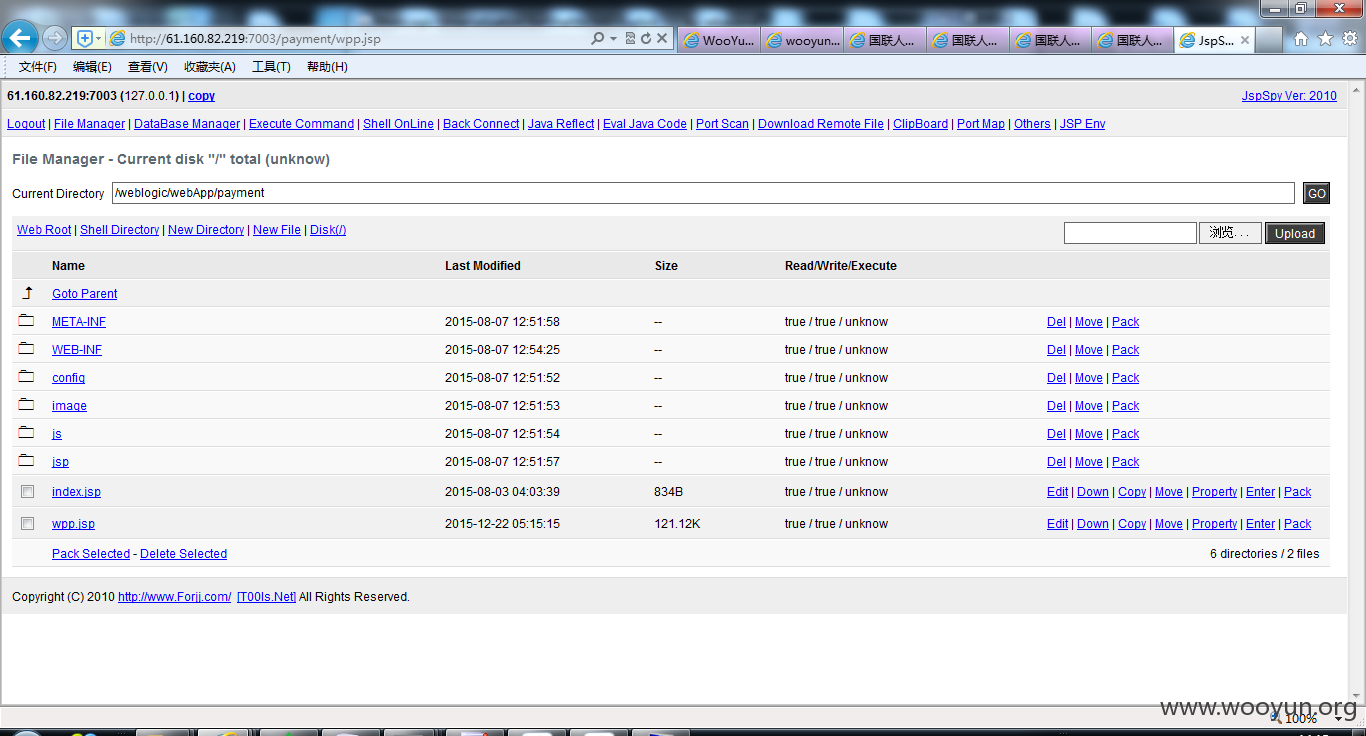 http://61.160.82.219:7003/payment/wpp.jsp
WooYu... wooyun... 国联人... 国联人... 国联人... 国联人... JspS...
文件(F) 编辑(E) 查看(V) 收藏夹(A) 工具(T) 帮助(H)
61.160.82.219:7003 (127.0.0.1) | copy JspSpy Ver: 2010
Logout | File Manager | DataBase Manager | Execute Command | Shell OnLine | Back Connect | Java Reflect | Eval Java Code | Port Scan | Download Remote File | ClipBoard | Port Map | Others | JSP Env
File Manager - Current disk "/" total (unknow)
Current Directory /weblogic/webApp/payment GO
Web Root | Shell Directory | New Directory | New File | Disk(/) 浏览... Upload
Name Last Modified Size Read/Write/Execute
Goto Parent
META-INF 2015-08-07 12:51:58 -- true / true / unknow Del | Move | Pack
WEB-INF 2015-08-07 12:54:25 -- true / true / unknow Del | Move | Pack
config 2015-08-07 12:51:52 -- true / true / unknow Del | Move | Pack
image 2015-08-07 12:51:53 -- true / true / unknow Del | Move | Pack
js 2015-08-07 12:51:54 -- true / true / unknow Del | Move | Pack
jsp 2015-08-07 12:51:57 -- true / true / unknow Del | Move | Pack
index.jsp 2015-08-03 04:03:39 834B true / true / unknow Edit | Down | Copy | Move | Property | Enter | Pack
wpp.jsp 2015-12-22 05:15:15 121.12K true / true / unknow Edit | Down | Copy | Move | Property | Enter | Pack
Pack Selected - Delete Selected 6 directories / 2 files
Copyright (C) 2010 http://www.Forjj.com/ [T00ls.Net] All Rights Reserved.
www.wooyun.org
100%